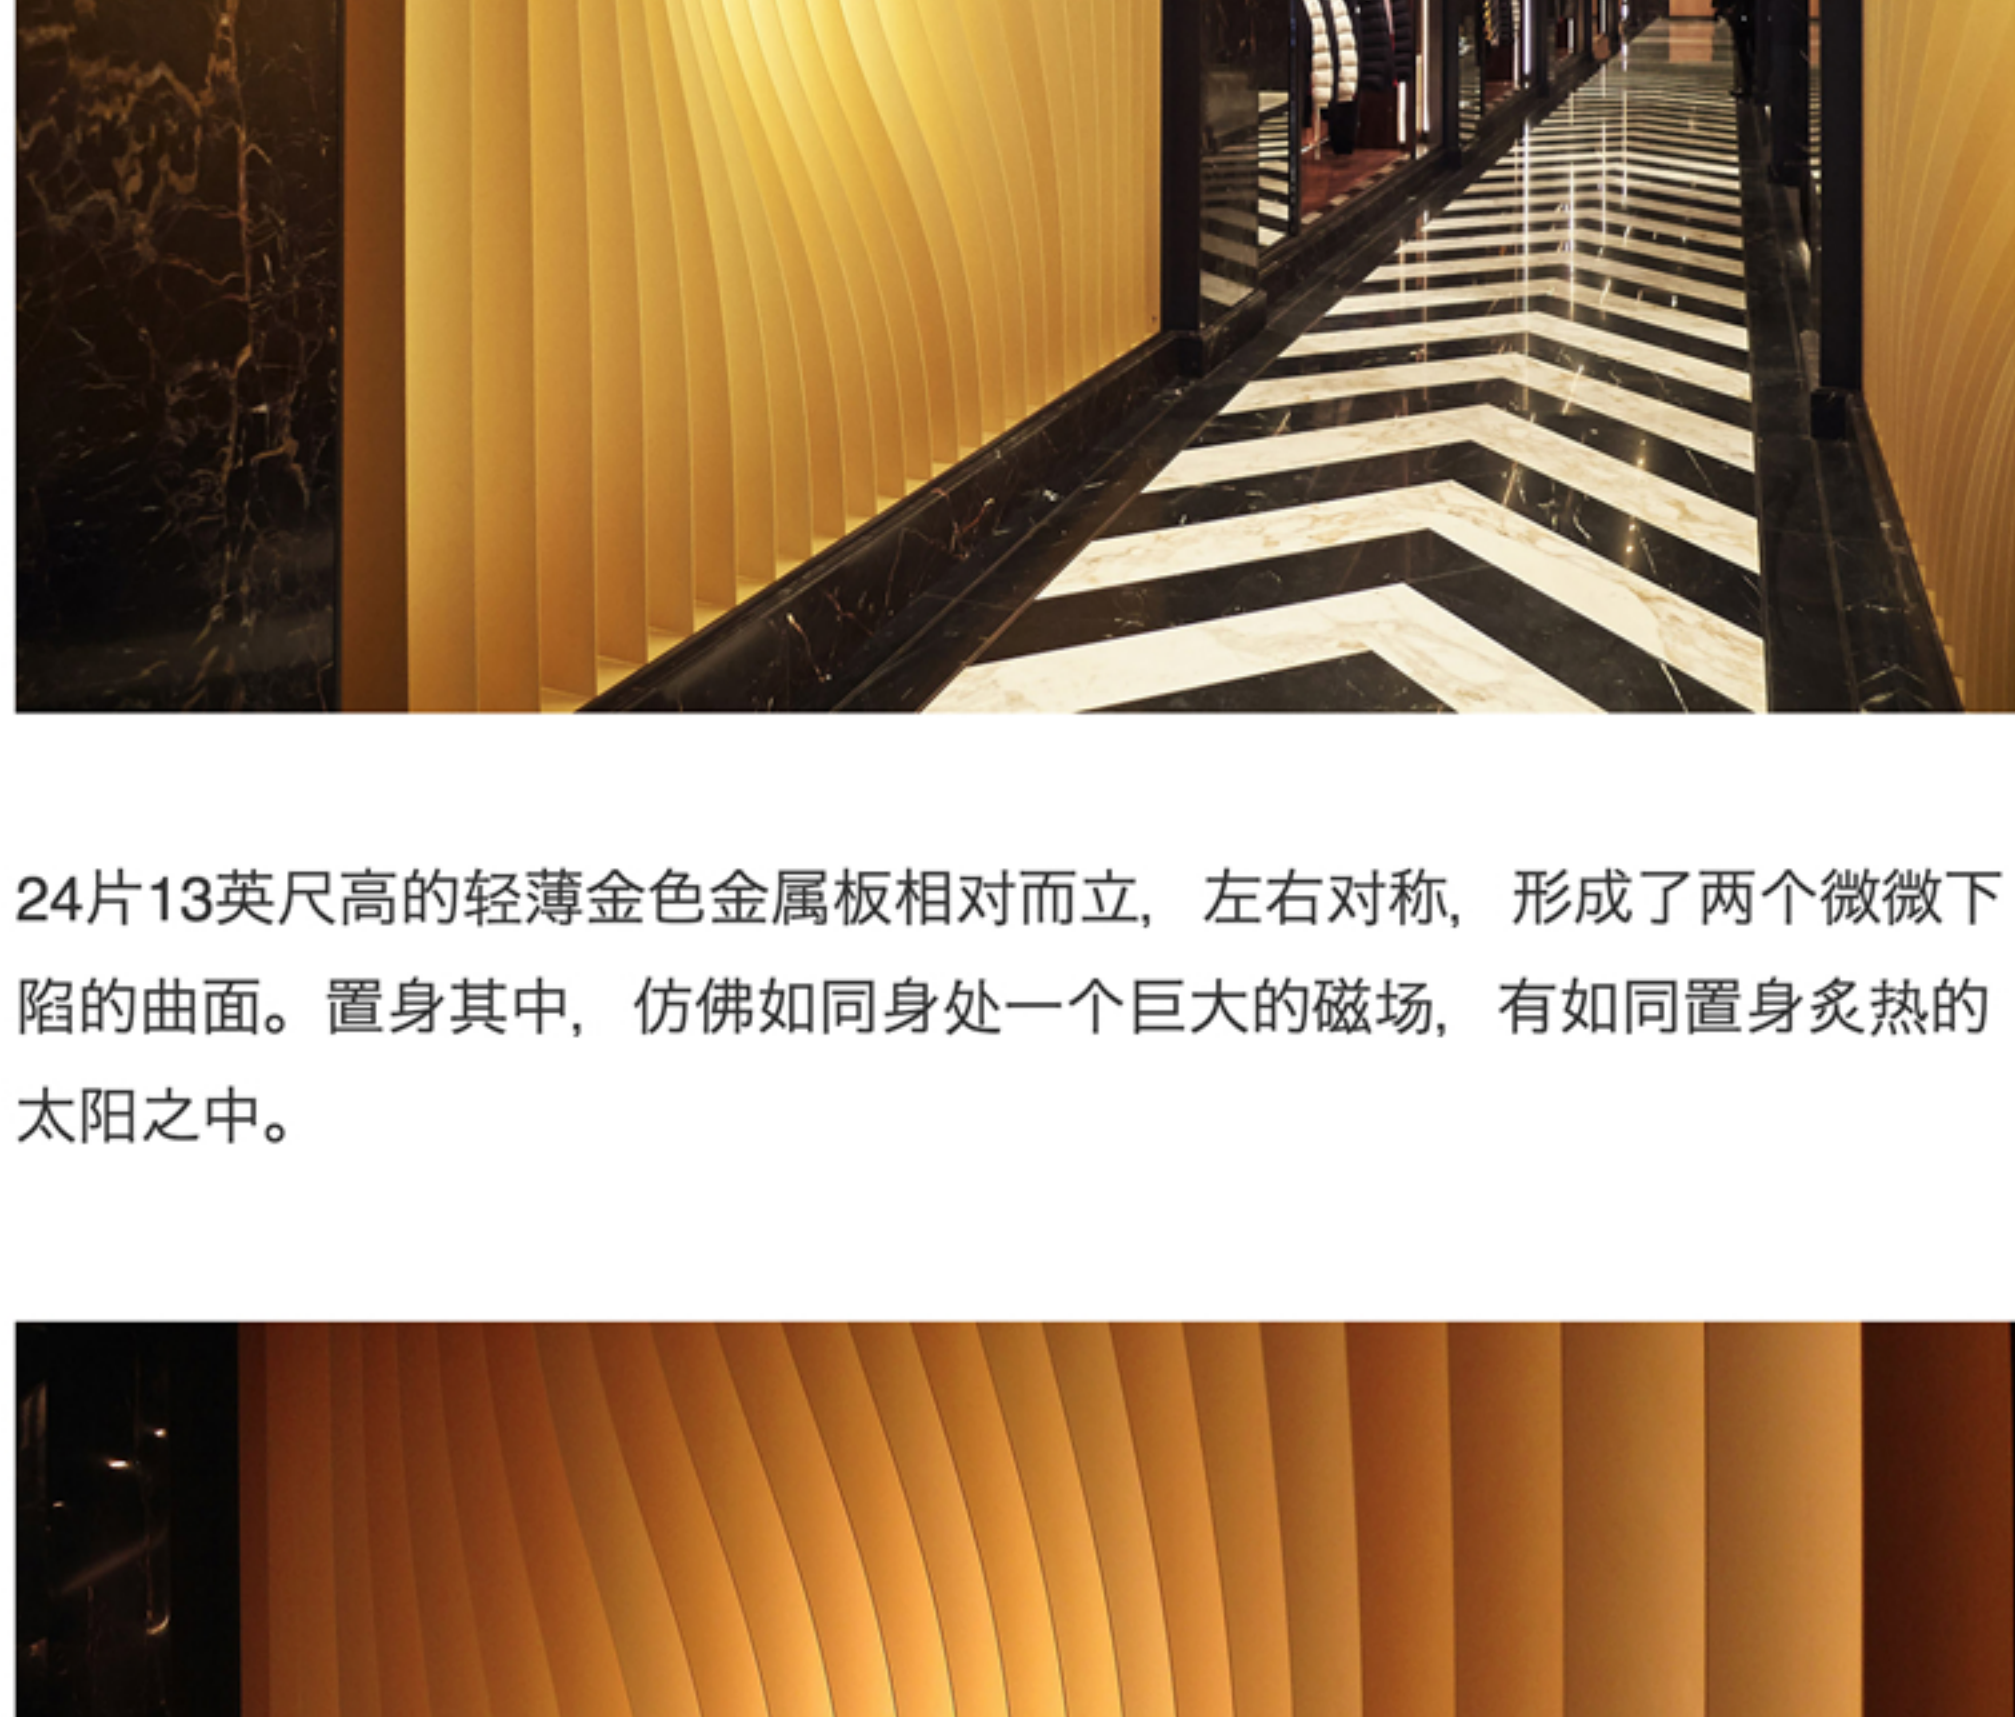 24片13英尺高的轻薄金色金属板相对而立，左右对称，形成了两个微微下
陷的曲面。置身其中，仿佛如同身处一个巨大的磁场，有如同置身炙热的
太阳之中。